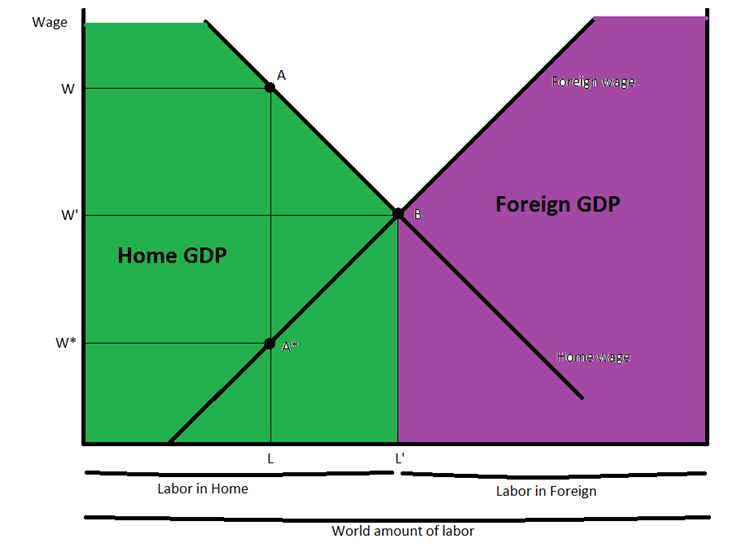 Wage
A
W
Foreign wage
Foreign GDP
W'
B
Home GDP
W*
A*
Home wage
L
L'
Labor in Home
Labor in Foreign
World amount of labor